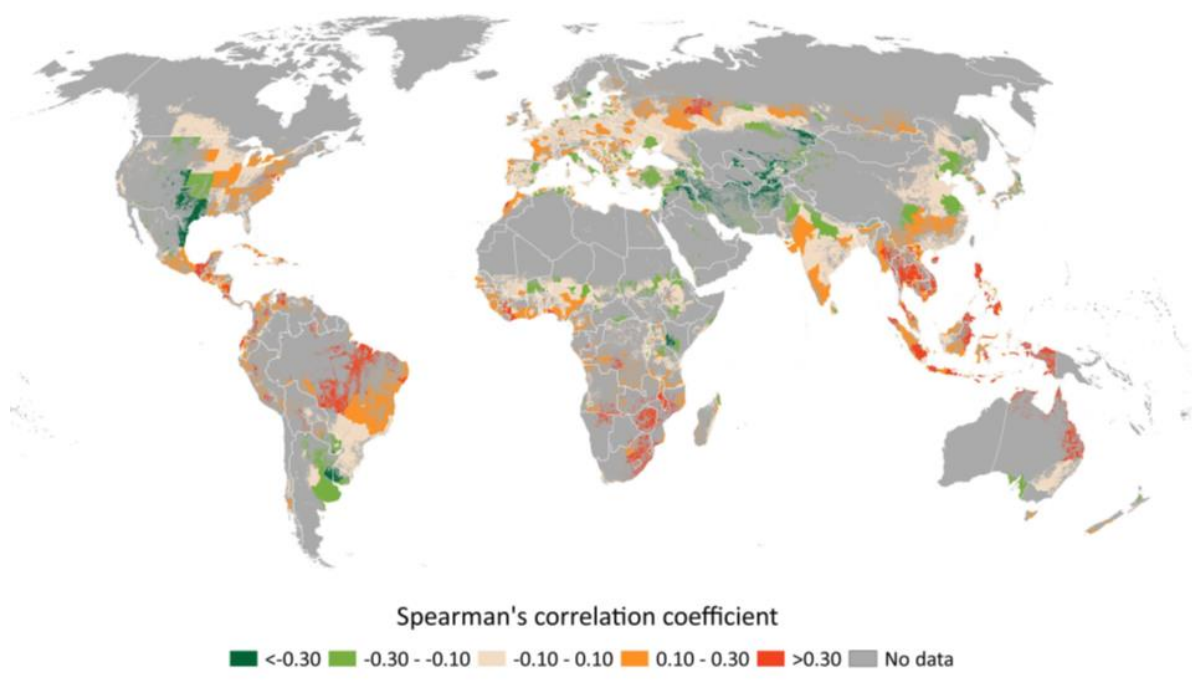 Spearman's correlation coefficient
<-0.30 -0.30 - -0.10 -0.10 - 0.10 0.10 - 0.30 >0.30 No data